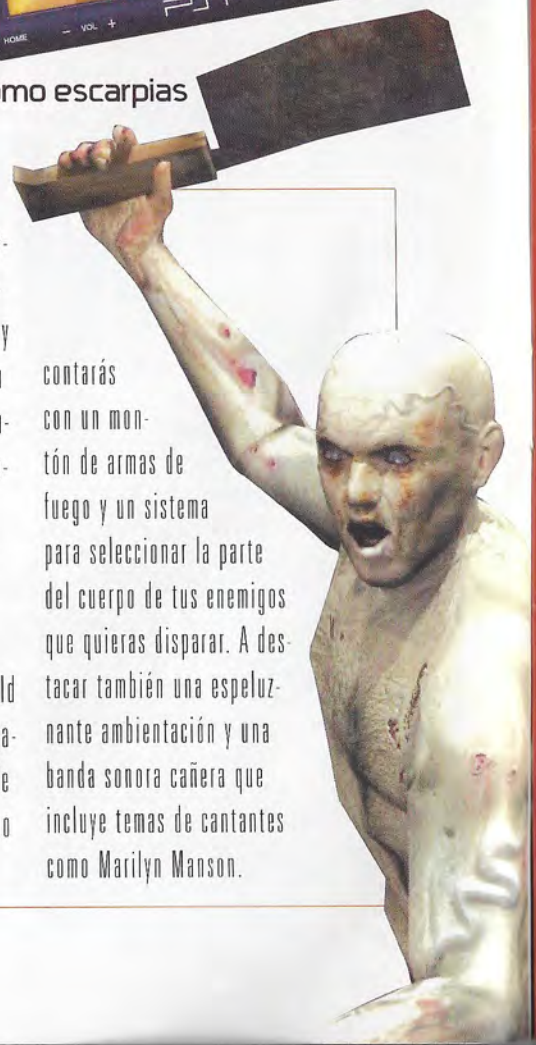 HOME - VOL +
PSP
mo escarpias
-
y
-
-
ld
a-
e
o
contarás
con un mon-
tón de armas de
fuego y un sistema
para seleccionar la parte
del cuerpo de tus enemigos
que quieras disparar. A des-
tacar también una espeluz-
nante ambientación y una
banda sonora cañera que
incluye temas de cantantes
como Marilyn Manson.